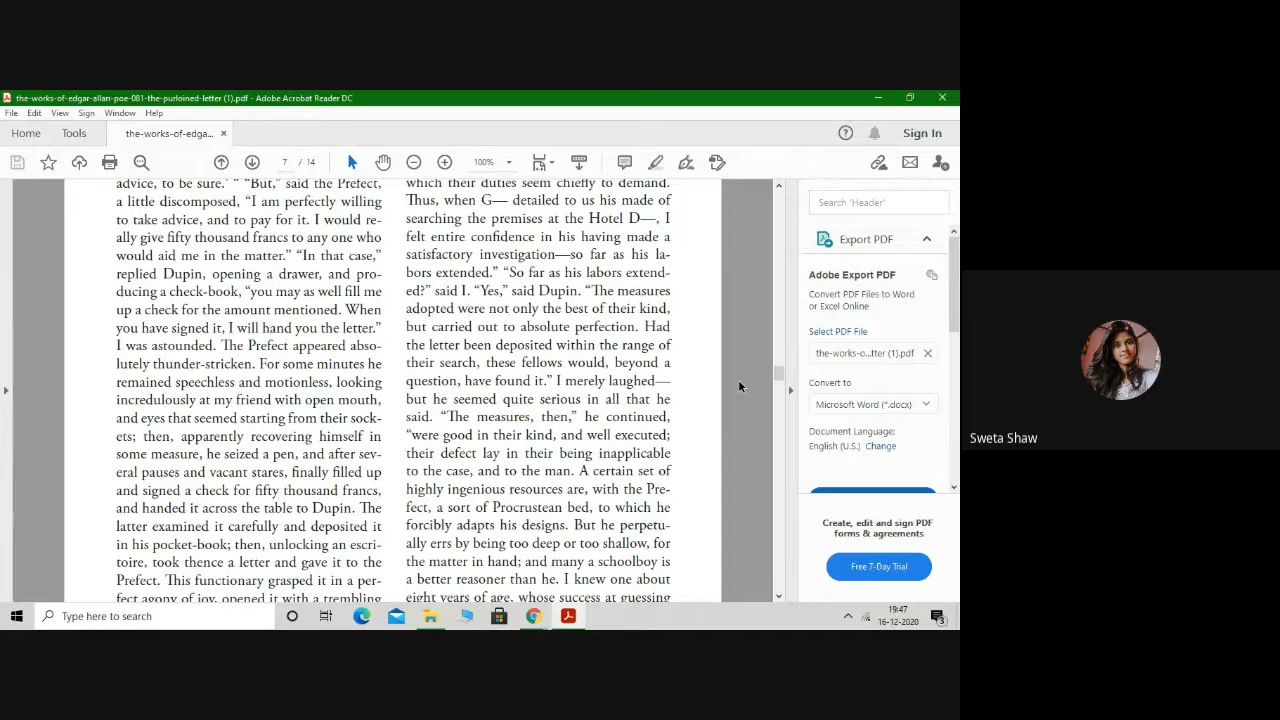 the-works-of-edgar-allan-poe-081-the-purloined-letter (1).pdf - Adobe Acrobat Reader DC
File Edit View Sign Window Help
Home Tools the-works-of-edga... × Sign In
7 / 14 100%
advice, to be sure.’ “ “But,” said the Prefect,
a little discomposed, “I am perfectly willing
to take advice, and to pay for it. I would re-
ally give fifty thousand francs to any one who
would aid me in the matter.” “In that case,”
replied Dupin, opening a drawer, and pro-
ducing a check-book, “you may as well fill me
up a check for the amount mentioned. When
you have signed it, I will hand you the letter.”
I was astounded. The Prefect appeared abso-
lutely thunder-stricken. For some minutes he
remained speechless and motionless, looking
incredulously at my friend with open mouth,
and eyes that seemed starting from their sock-
ets; then, apparently recovering himself in
some measure, he seized a pen, and after sev-
eral pauses and vacant stares, finally filled up
and signed a check for fifty thousand francs,
and handed it across the table to Dupin. The
latter examined it carefully and deposited it
in his pocket-book; then, unlocking an escri-
toire, took thence a letter and gave it to the
Prefect. This functionary grasped it in a per-
fect agony of joy, opened it with a trembling
which their duties seem chiefly to demand.
Thus, when G— detailed to us his made of
searching the premises at the Hotel D—, I
felt entire confidence in his having made a
satisfactory investigation—so far as his la-
bors extended.” “So far as his labors extend-
ed?” said I. “Yes,” said Dupin. “The measures
adopted were not only the best of their kind,
but carried out to absolute perfection. Had
the letter been deposited within the range of
their search, these fellows would, beyond a
question, have found it.” I merely laughed—
but he seemed quite serious in all that he
said. “The measures, then,” he continued,
“were good in their kind, and well executed;
their defect lay in their being inapplicable
to the case, and to the man. A certain set of
highly ingenious resources are, with the Pre-
fect, a sort of Procrustean bed, to which he
forcibly adapts his designs. But he perpetu-
ally errs by being too deep or too shallow, for
the matter in hand; and many a schoolboy is
a better reasoner than he. I knew one about
eight years of age, whose success at guessing
Search 'Header'
Export PDF
Adobe Export PDF
Convert PDF Files to Word
or Excel Online
Select PDF File
the-works-o...tter (1).pdf
Convert to
Microsoft Word (*.docx)
Document Language:
English (U.S.) Change
Create, edit and sign PDF
forms & agreements
Free 7-Day Trial
Sweta Shaw
Type here to search
19:47
16-12-2020
3